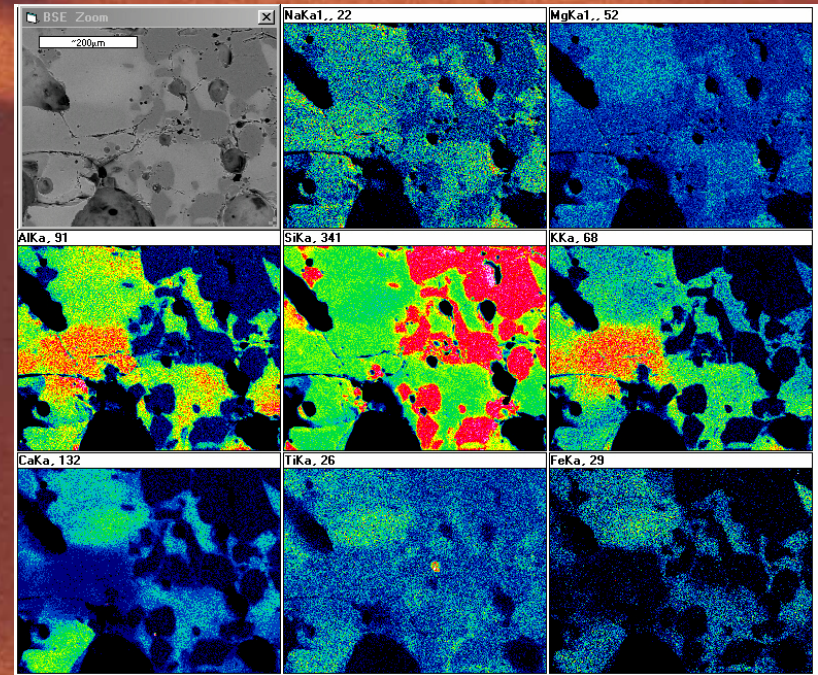 BSE Zoom
~200µm
NaKa1,, 22
MgKa1,, 52
AlKa, 91
SiKa, 341
KKa, 68
CaKa, 132
TiKa, 26
FeKa, 29